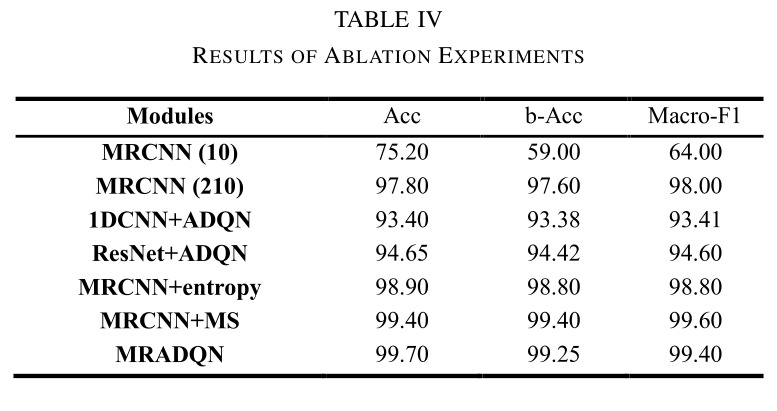 TABLE IV
RESULTS OF ABLATION EXPERIMENTS
Modules Acc b-Acc Macro-F1
MRCNN (10) 75.20 59.00 64.00
MRCNN (210) 97.80 97.60 98.00
1DCNN+ADQN 93.40 93.38 93.41
ResNet+ADQN 94.65 94.42 94.60
MRCNN+entropy 98.90 98.80 98.80
MRCNN+MS 99.40 99.40 99.60
MRADQN 99.70 99.25 99.40